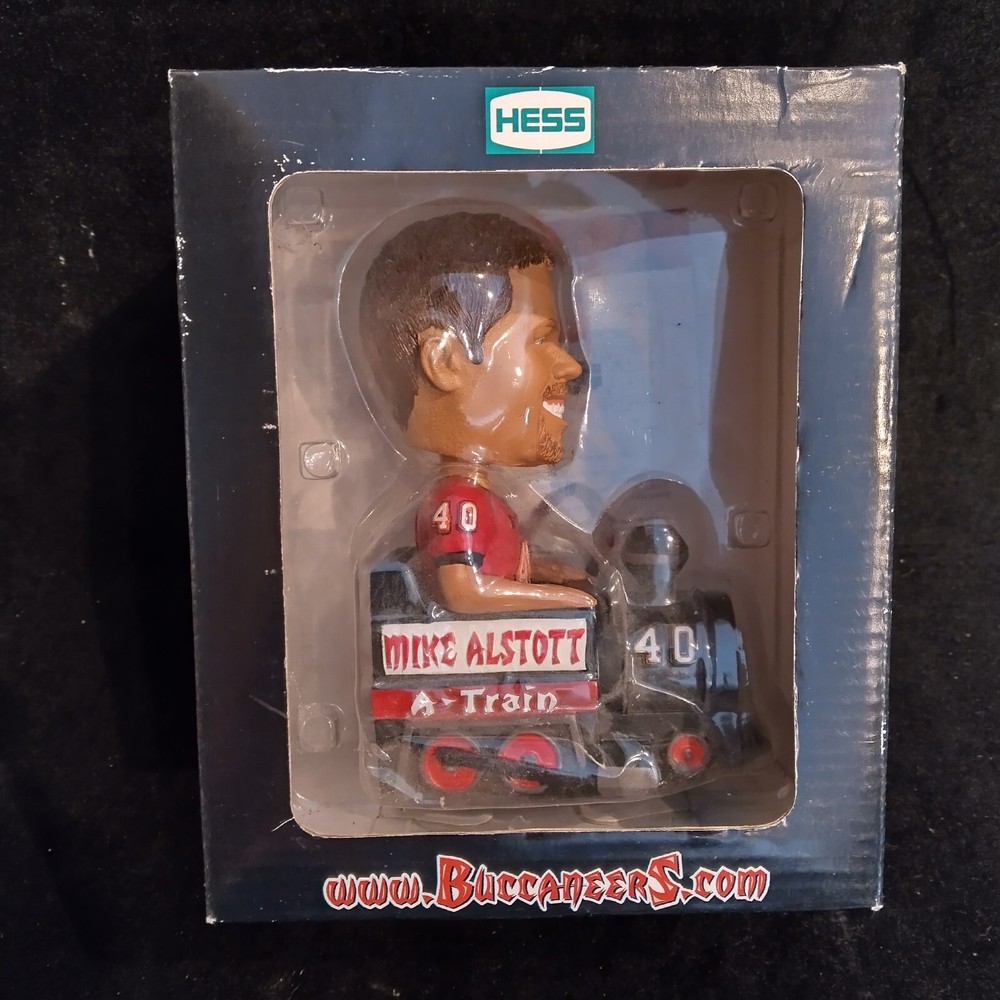 HESS
40
MIKE ALSTOTT
40
A-Train
www.BuccaneerS.com